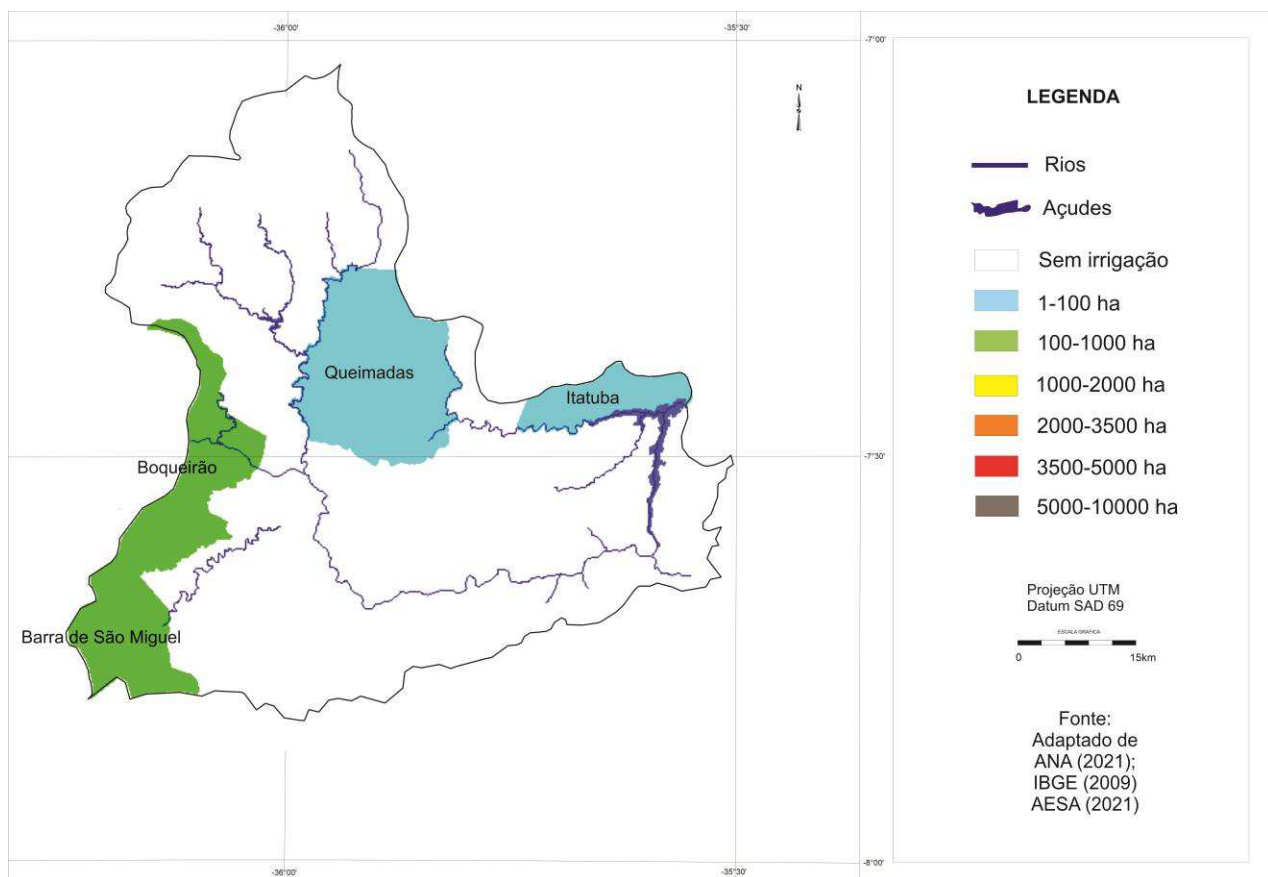 -36°00'
-35°30'
-7°00'
N
Queimadas
Itatuba
-7°30'
Boqueirão
Barra de São Miguel
-8°00'
-36°00'
-35°30'
LEGENDA
Rios
Açudes
Sem irrigação
1-100 ha
100-1000 ha
1000-2000 ha
2000-3500 ha
3500-5000 ha
5000-10000 ha
Projeção UTM
Datum SAD 69
ESCALA GRAFICA
0 15km
Fonte:
Adaptado de
ANA (2021);
IBGE (2009)
AESA (2021)